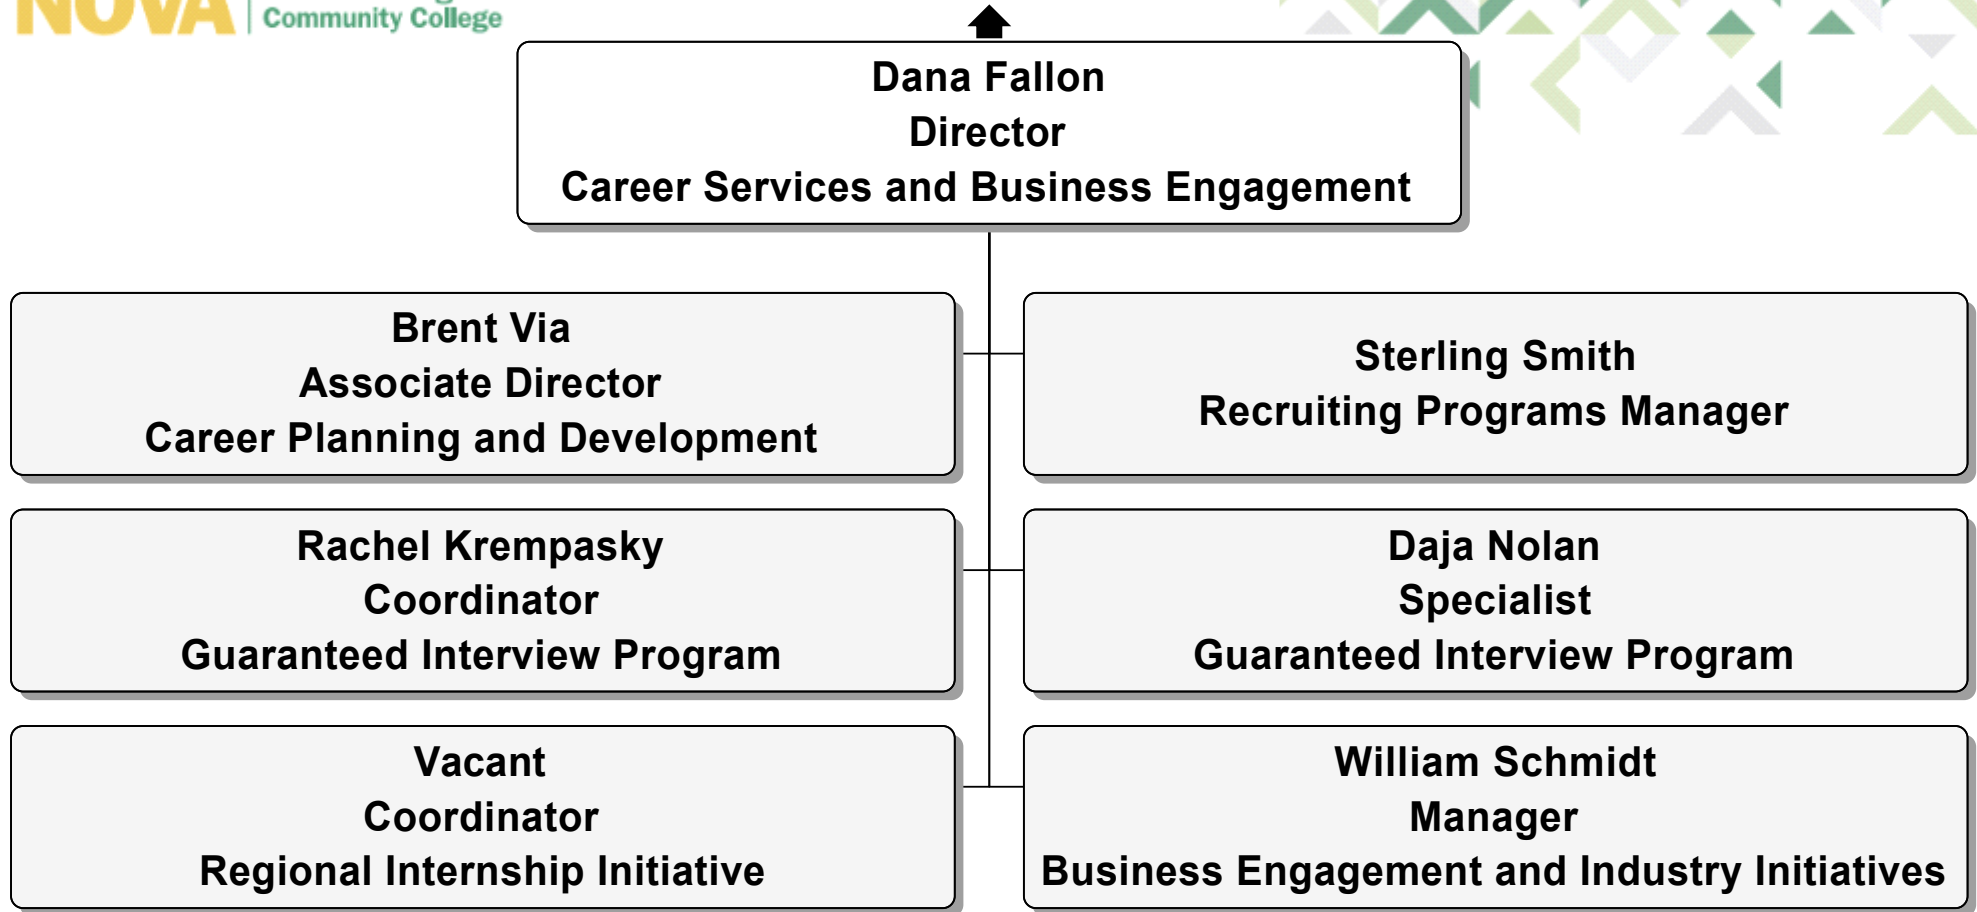 NOVA
Community College
Dana Fallon
Director
Career Services and Business Engagement
Brent Via
Associate Director
Career Planning and Development
Sterling Smith
Recruiting Programs Manager
Rachel Krempasky
Coordinator
Guaranteed Interview Program
Daja Nolan
Specialist
Guaranteed Interview Program
Vacant
Coordinator
Regional Internship Initiative
William Schmidt
Manager
Business Engagement and Industry Initiatives